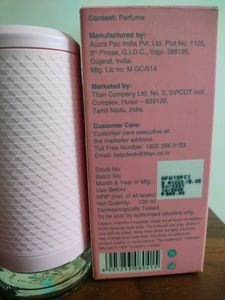 Content: Perfume
Manufactured by:
Accra Pac India Pvt. Ltd. Plot No. 1105,
3rd Phase, G.I.D.C., Vapi- 396195,
Gujarat, India.
Mfg. Lic no: M GC/514
Marketed by:
Titan Company Ltd. No. 3, SIPCOT Indl.
Complex, Hosur – 635126,
Tamil Nadu, India.
Customer Care:
Customer care executive at
the marketer address
Toll Free Number: 1800 266 0123
Email: helpdesk@titan.co.in
Stock No:
Batch No:
Month & Year of Mfg.
Use Before
MRP (Incl. of all taxes)
Net Quantity: 100 ml
Dermatologically Tested.
To be sold by authorised retailers only.